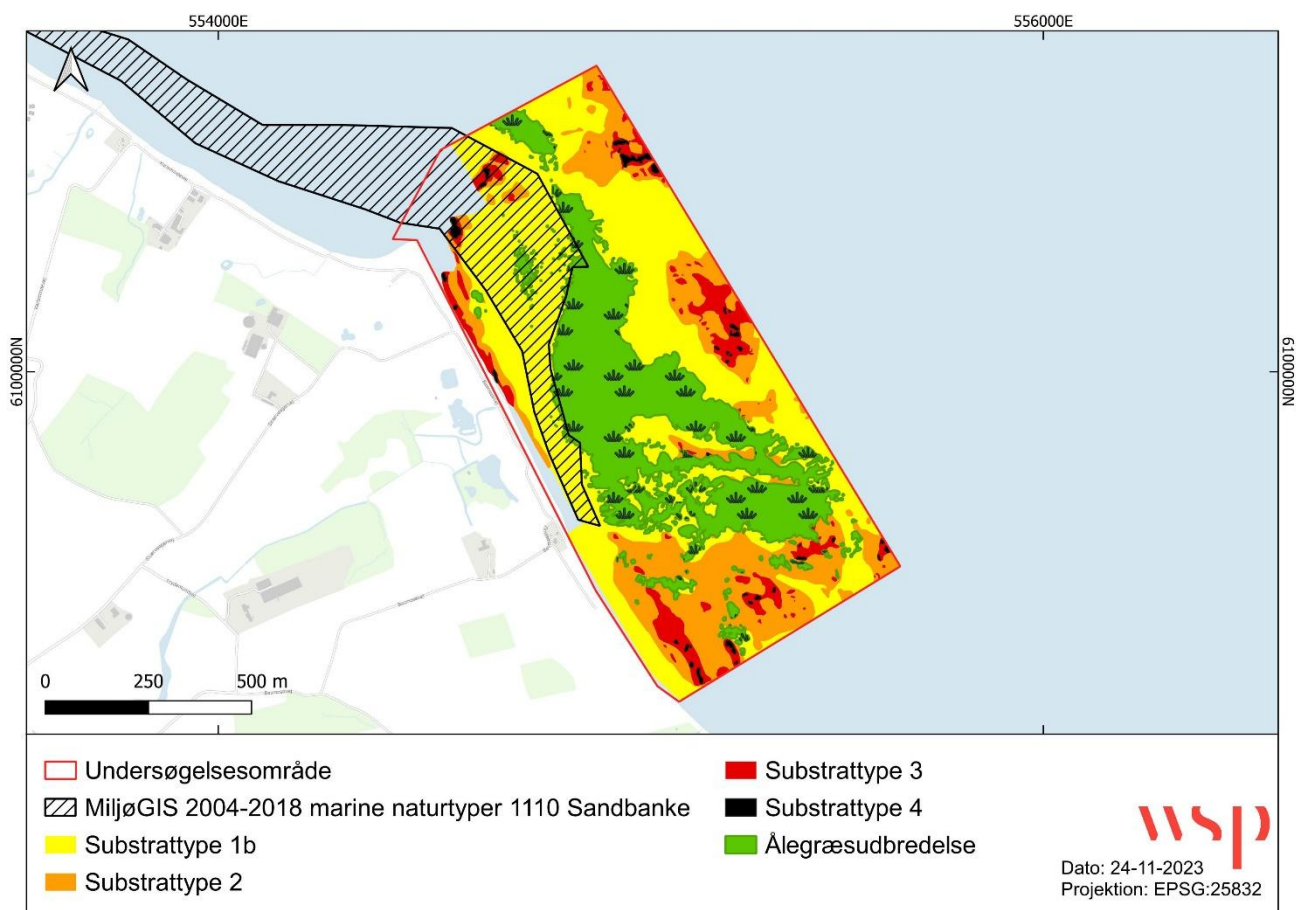 554000E
556000E
6100000N
6100000N
0 250 500 m
Undersøgelsesområde
MiljøGIS 2004-2018 marine naturtyper 1110 Sandbanke
Substrattype 1b
Substrattype 2
Substrattype 3
Substrattype 4
Ålegræsudbredelse
wsp
Dato: 24-11-2023
Projektion: EPSG:25832